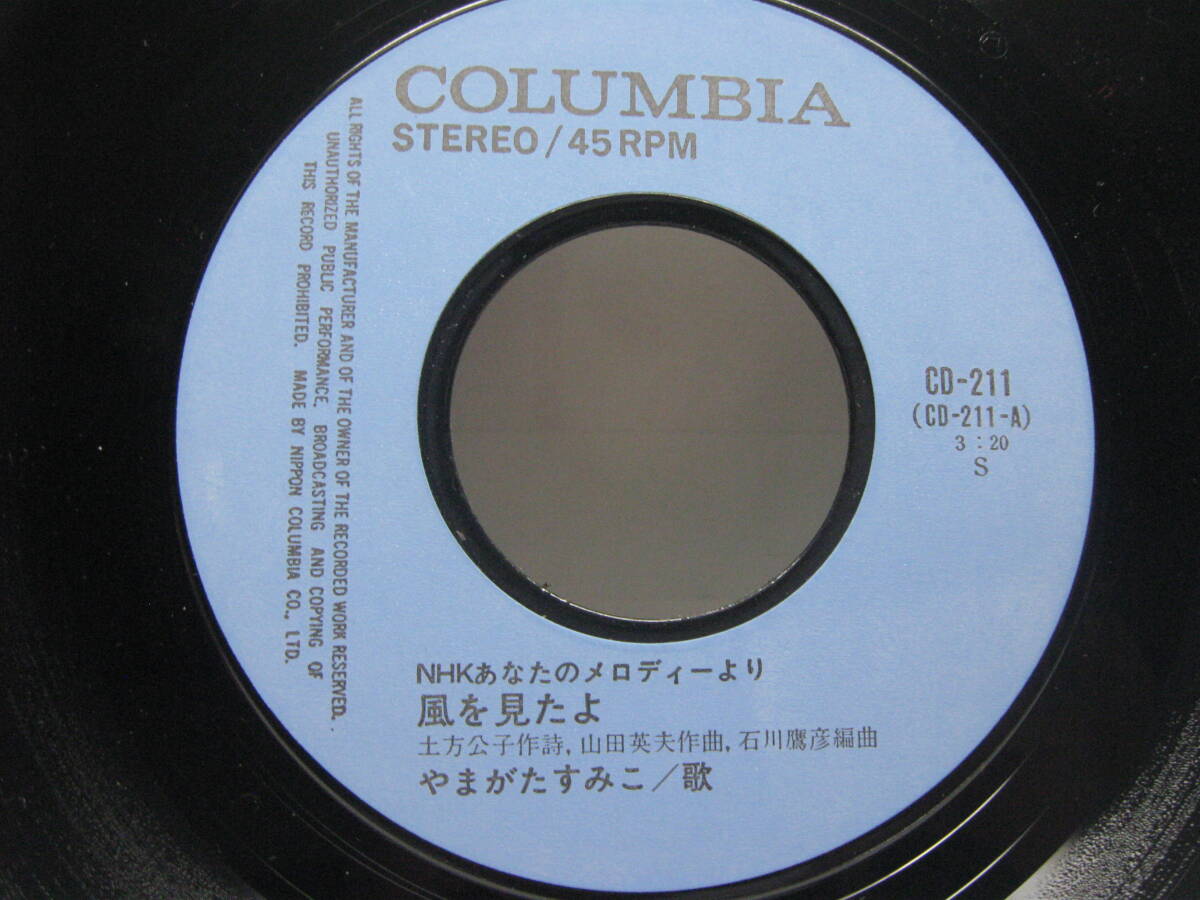 COLUMBIA
STEREO/45RPM
ALL RIGHTS OF THE MANUFACTURER AND OF THE OWNER OF THE RECORDED WORK RESERVED.
UNAUTHORIZED PUBLIC PERFORMANCE, BROADCASTING AND COPYING OF
THIS RECORD PROHIBITED. MADE BY NIPPON COLUMBIA CO., LTD.
CD-211
(CD-211-A)
3:20
S
NHKあなたのメロディーより
風を見たよ
土方公子作詩,山田英夫作曲,石川鷹彦編曲
やまがたすみこ/歌